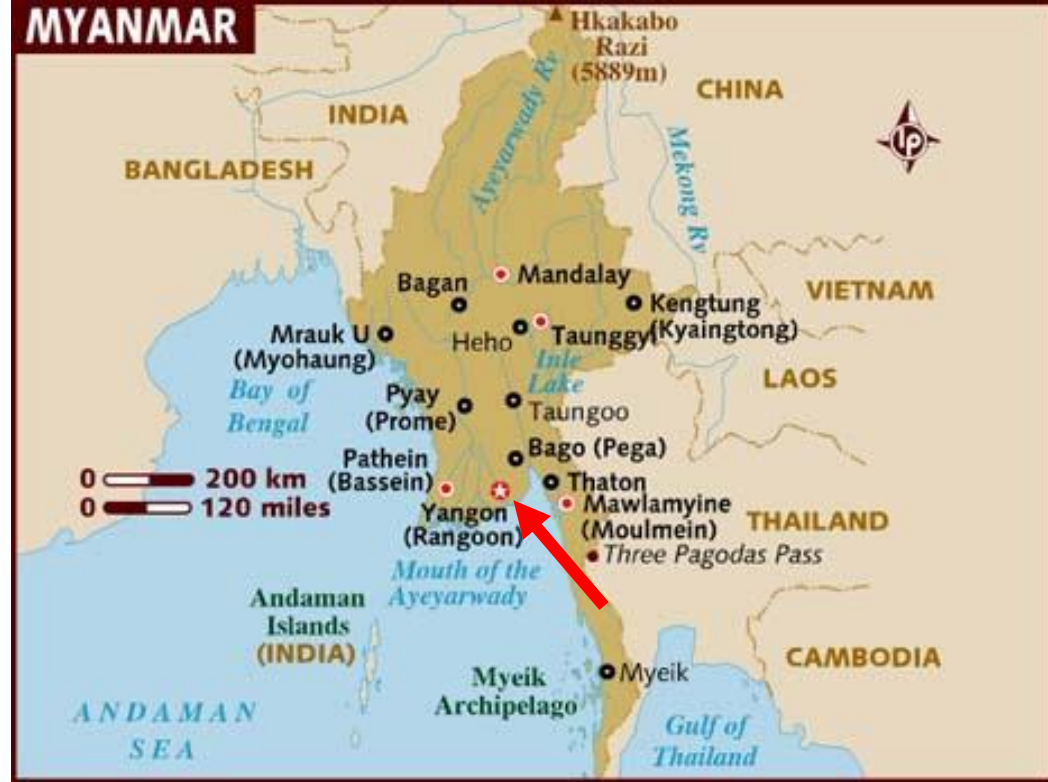 MYANMAR
Hkakabo
Razi
(5889m)
CHINA
INDIA
Ayeyarwady Rv
Mekong Rv
lp
BANGLADESH
Mandalay
Bagan
VIETNAM
Kengtung
(Kyaingtong)
Mrauk U
(Myohaung)
Heho
Taunggyi
Inle
Lake
LAOS
Bay of
Bengal
Pyay
(Prome)
Taungoo
Bago (Pega)
Pathein
(Bassein)
0 200 km
0 120 miles
Thaton
Yangon
(Rangoon)
Mawlamyine
(Moulmein)
THAILAND
Three Pagodas Pass
Mouth of the
Ayeyarwady
Andaman
Islands
(INDIA)
CAMBODIA
Myeik
Myeik
Archipelago
ANDAMAN
SEA
Gulf of
Thailand